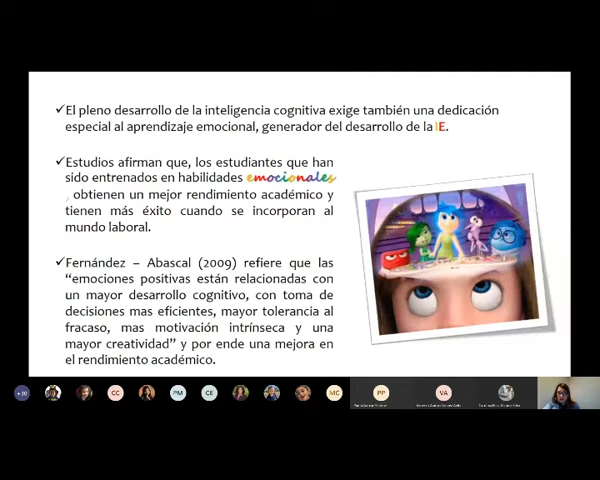 ✓El pleno desarrollo de la inteligencia cognitiva exige también una dedicación
especial al aprendizaje emocional, generador del desarrollo de la IE.
✓Estudios afirman que, los estudiantes que han
sido entrenados en habilidades emocionales
, obtienen un mejor rendimiento académico y
tienen más éxito cuando se incorporan al
mundo laboral.
✓Fernández – Abascal (2009) refiere que las
“emociones positivas están relacionadas con
un mayor desarrollo cognitivo, con toma de
decisiones mas eficientes, mayor tolerancia al
fracaso, mas motivación intrínseca y una
mayor creatividad” y por ende una mejora en
el rendimiento académico.
CC
PM
CE
MC
PP
VA